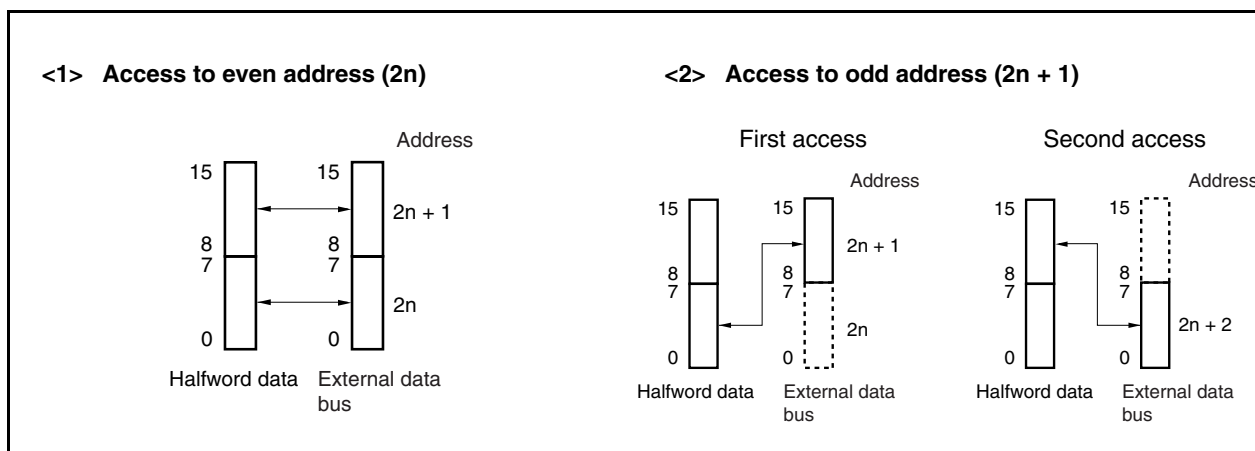 <1> Access to even address (2n)
Address
15
15
2n + 1
8
8
7
7
2n
0
0
Halfword data
External data
bus
<2> Access to odd address (2n + 1)
First access
Address
15
15
2n + 1
8
8
7
7
2n
0
0
Halfword data
External data
bus
Second access
Address
15
15
8
8
7
7
2n + 2
0
0
Halfword data
External data
bus